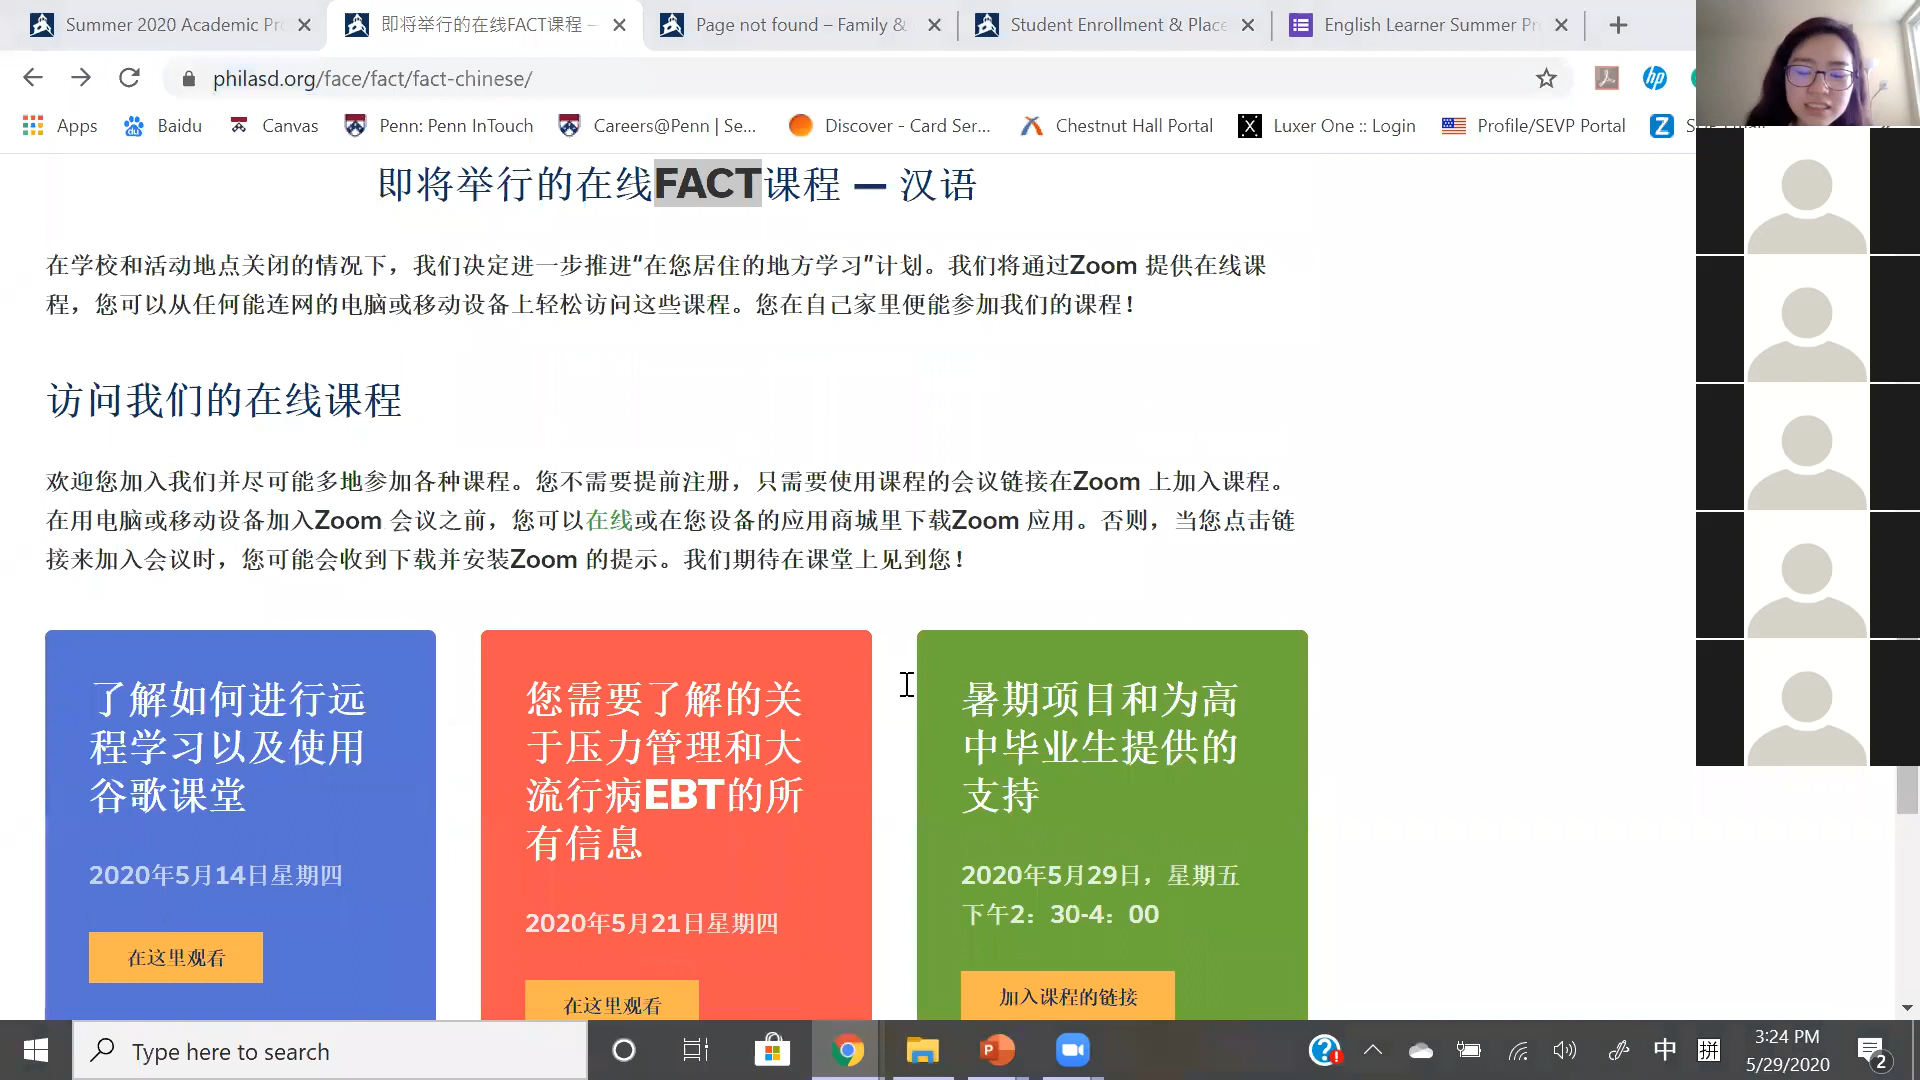 Summer 2020 Academic Pr
即将举行的在线FACT课程 –
Page not found – Family &
Student Enrollment & Place
English Learner Summer Pr
philasd.org/face/fact/fact-chinese/
Apps
Baidu
Canvas
Penn: Penn InTouch
Careers@Penn | Se...
Discover - Card Ser...
Chestnut Hall Portal
Luxer One :: Login
Profile/SEVP Portal
即将举行的在线FACT课程 — 汉语
在学校和活动地点关闭的情况下，我们决定进一步推进“在您居住的地方学习”计划。我们将通过Zoom 提供在线课
程，您可以从任何能连网的电脑或移动设备上轻松访问这些课程。您在自己家里便能参加我们的课程！
访问我们的在线课程
欢迎您加入我们并尽可能多地参加各种课程。您不需要提前注册，只需要使用课程的会议链接在Zoom 上加入课程。
在用电脑或移动设备加入Zoom 会议之前，您可以在线或在您设备的应用商城里下载Zoom 应用。否则，当您点击链
接来加入会议时，您可能会收到下载并安装Zoom 的提示。我们期待在课堂上见到您！
了解如何进行远
程学习以及使用
谷歌课堂
2020年5月14日星期四
在这里观看
您需要了解的关
于压力管理和大
流行病EBT的所
有信息
2020年5月21日星期四
在这里观看
暑期项目和为高
中毕业生提供的
支持
2020年5月29日，星期五
下午2：30-4：00
加入课程的链接
Type here to search
中
拼
3:24 PM
5/29/2020
2